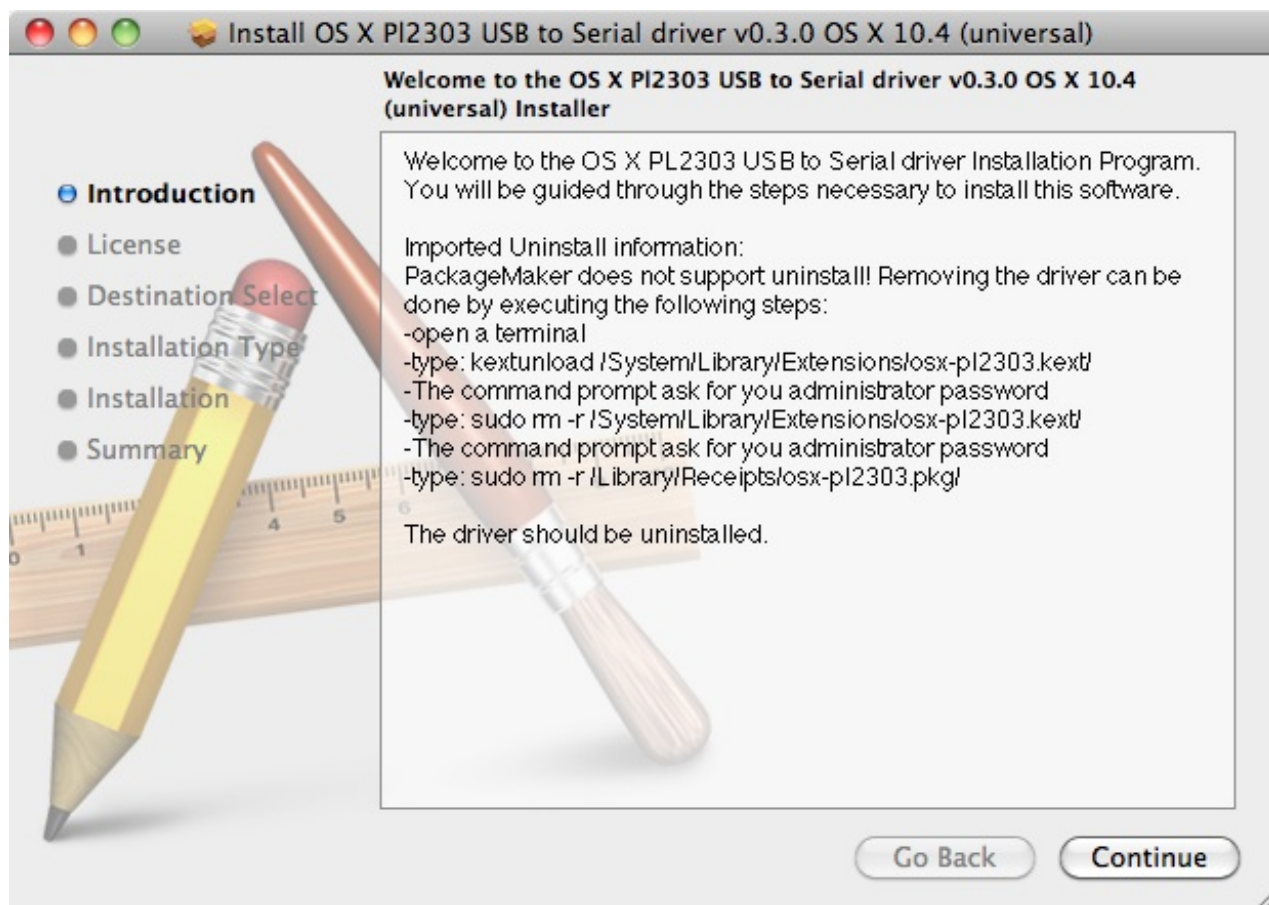 Install OS X Pl2303 USB to Serial driver v0.3.0 OS X 10.4 (universal)
Welcome to the OS X Pl2303 USB to Serial driver v0.3.0 OS X 10.4
(universal) Installer
Introduction
License
Destination Select
Installation Type
Installation
Summary
Welcome to the OS X PL2303 USB to Serial driver Installation Program.
You will be guided through the steps necessary to install this software.
Imported Uninstall information:
PackageMaker does not support uninstall! Removing the driver can be
done by executing the following steps:
-open a terminal
-type: kextunload /System/Library/Extensions/osx-pl2303.kext/
-The command prompt ask for you administrator password
-type: sudo rm -r /System/Library/Extensions/osx-pl2303.kext/
-The command prompt ask for you administrator password
-type: sudo rm -r /Library/Receipts/osx-pl2303.pkg/
The driver should be uninstalled.
0 1 4 5 6
Go Back
Continue